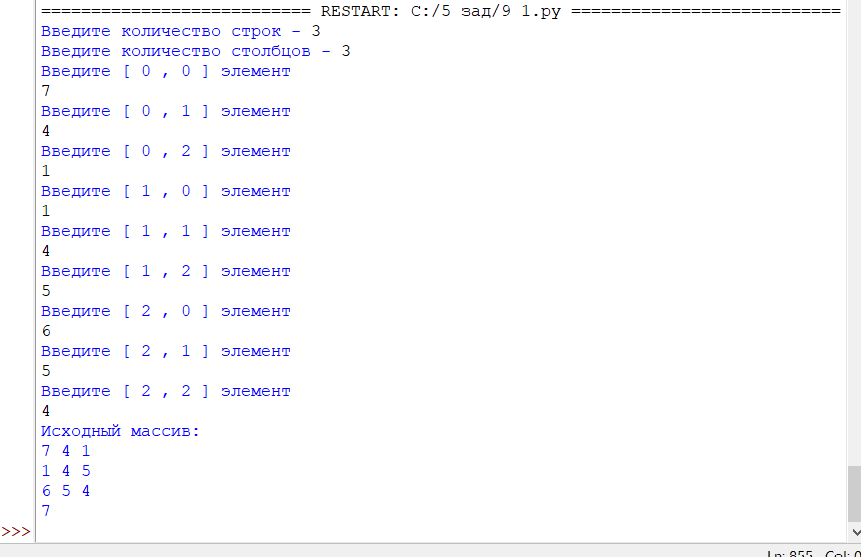 =========================== RESTART: C:/5 зад/9 1.py ===========================
Введите количество строк - 3
Введите количество столбцов - 3
Введите [ 0 , 0 ] элемент
7
Введите [ 0 , 1 ] элемент
4
Введите [ 0 , 2 ] элемент
1
Введите [ 1 , 0 ] элемент
1
Введите [ 1 , 1 ] элемент
4
Введите [ 1 , 2 ] элемент
5
Введите [ 2 , 0 ] элемент
6
Введите [ 2 , 1 ] элемент
5
Введите [ 2 , 2 ] элемент
4
Исходный массив:
7 4 1
1 4 5
6 5 4
7
>>>
Ln: 855 Col: 0